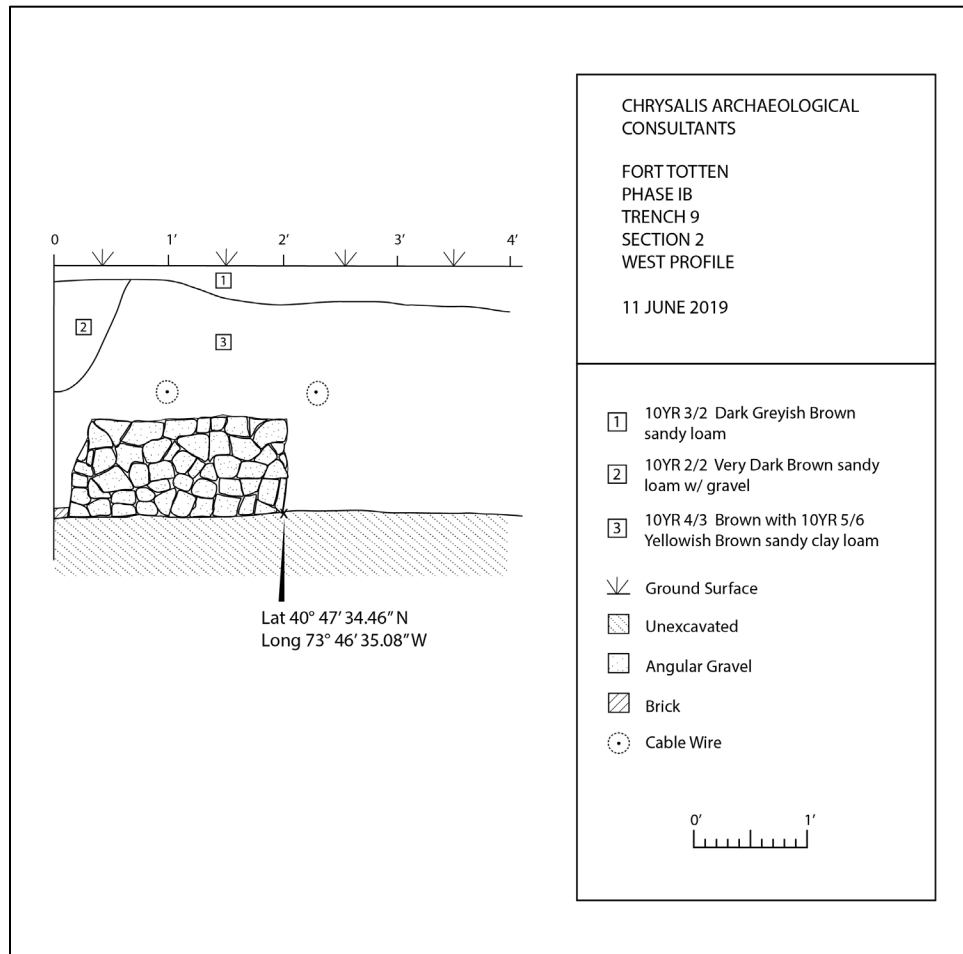 CHRYSALIS ARCHAEOLOGICAL
CONSULTANTS
FORT TOTTEN
PHASE IB
TRENCH 9
SECTION 2
WEST PROFILE
11 JUNE 2019
0 1’ 2’ 3’ 4’
1
2
3
x
Lat 40° 47’ 34.46” N
Long 73° 46’ 35.08” W
1 10YR 3/2 Dark Greyish Brown
sandy loam
2 10YR 2/2 Very Dark Brown sandy
loam w/ gravel
3 10YR 4/3 Brown with 10YR 5/6
Yellowish Brown sandy clay loam
Ground Surface
Unexcavated
Angular Gravel
Brick
Cable Wire
0’ 1’